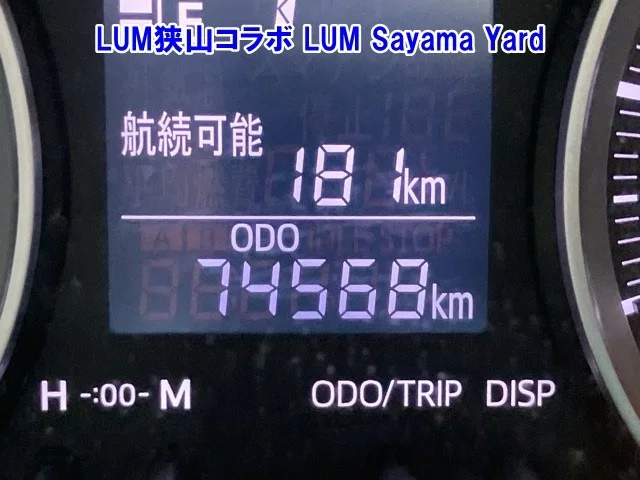 LUM狭山コラボ LUM Sayama Yard
E
航続可能
181km
ODO
74568km
H -:00- M ODO/TRIP DISP